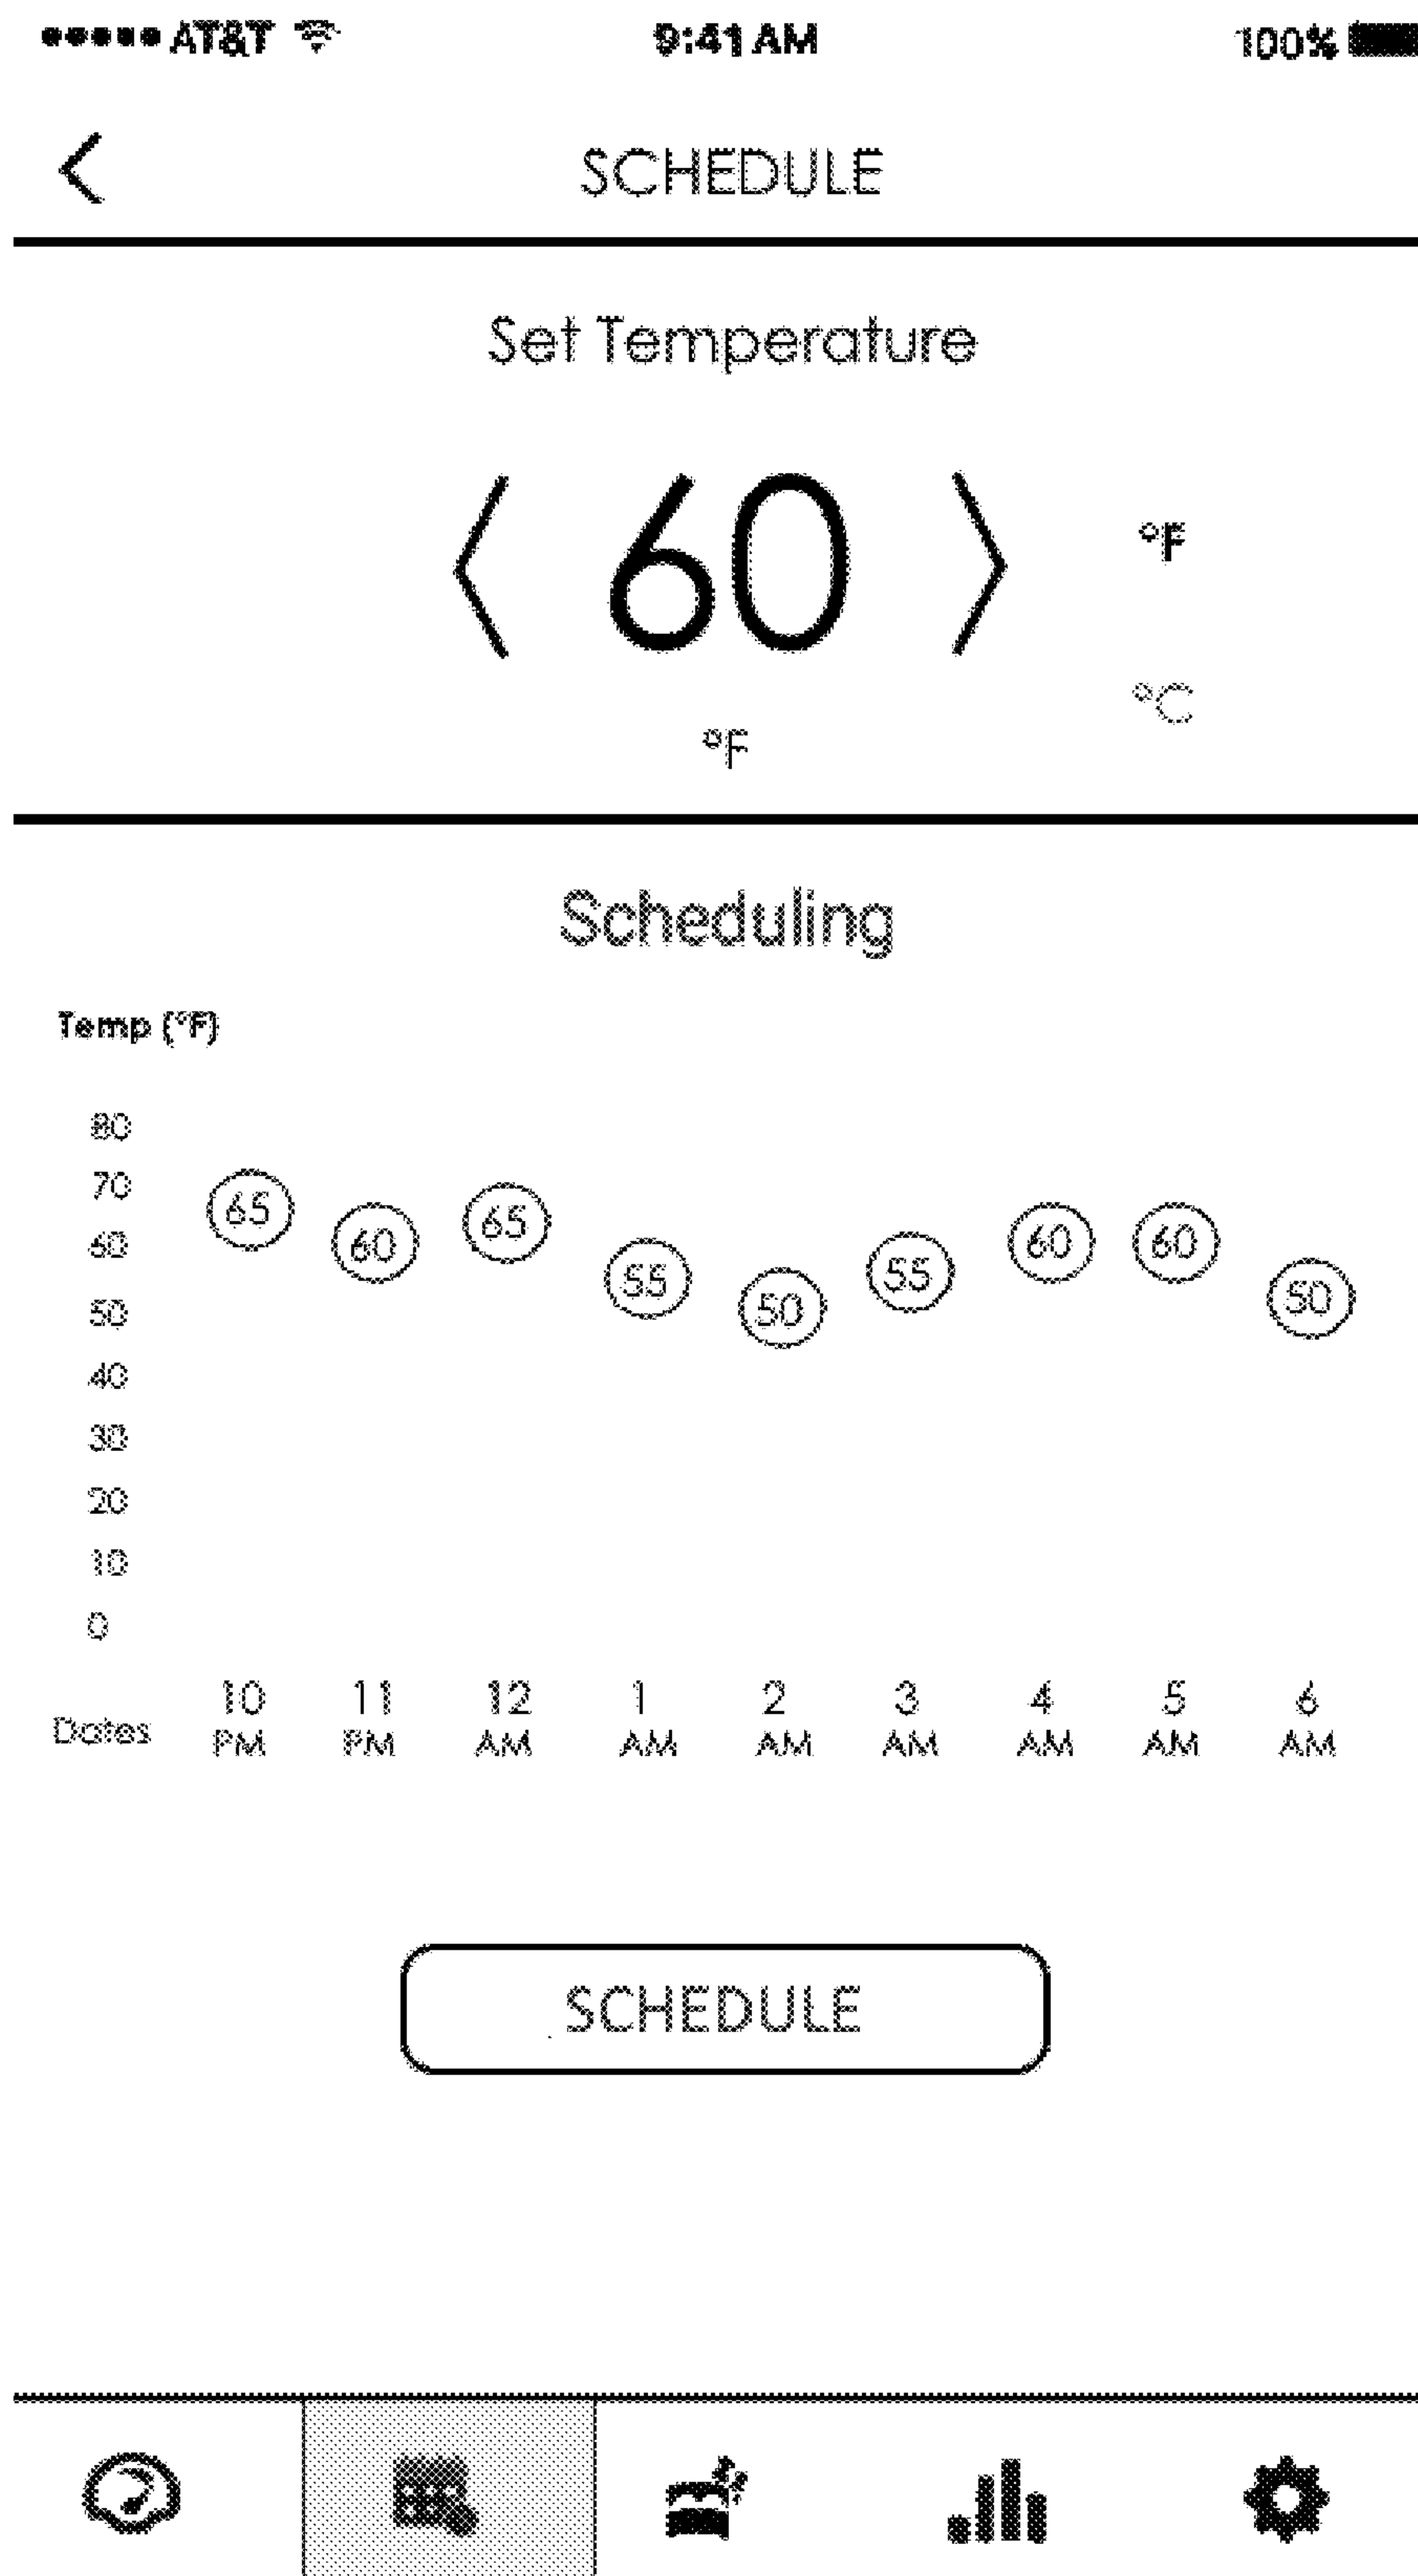 AT&T 9:41 AM 100%
SCHEDULE
Set Temperature
60 °F
°C
°F
Scheduling
Temp (°F)
80
70
65 60 65 60 60
60
55 50 55 50
50
40
30
20
10
0
10 11 12 1 2 3 4 5 6
Dates PM PM AM AM AM AM AM AM AM
SCHEDULE